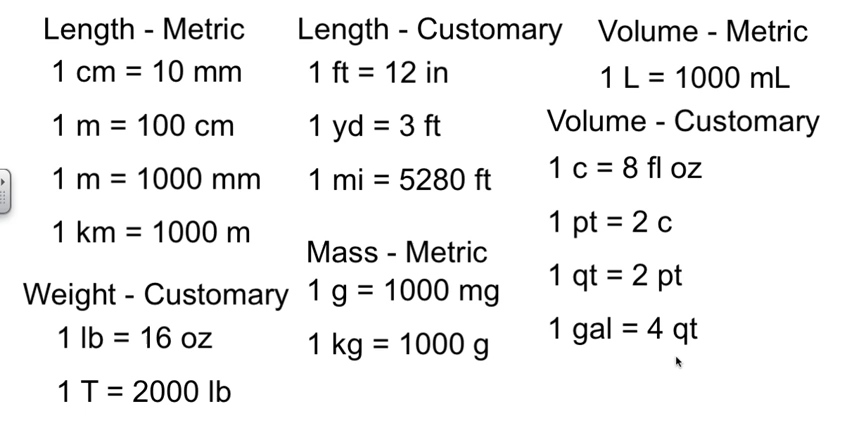 Length - Metric
1 cm = 10 mm
1 m = 100 cm
1 m = 1000 mm
1 km = 1000 m
Weight - Customary
1 lb = 16 oz
1 T = 2000 lb
Length - Customary
1 ft = 12 in
1 yd = 3 ft
1 mi = 5280 ft
Mass - Metric
1 g = 1000 mg
1 kg = 1000 g
Volume - Metric
1 L = 1000 mL
Volume - Customary
1 c = 8 fl oz
1 pt = 2 c
1 qt = 2 pt
1 gal = 4 qt